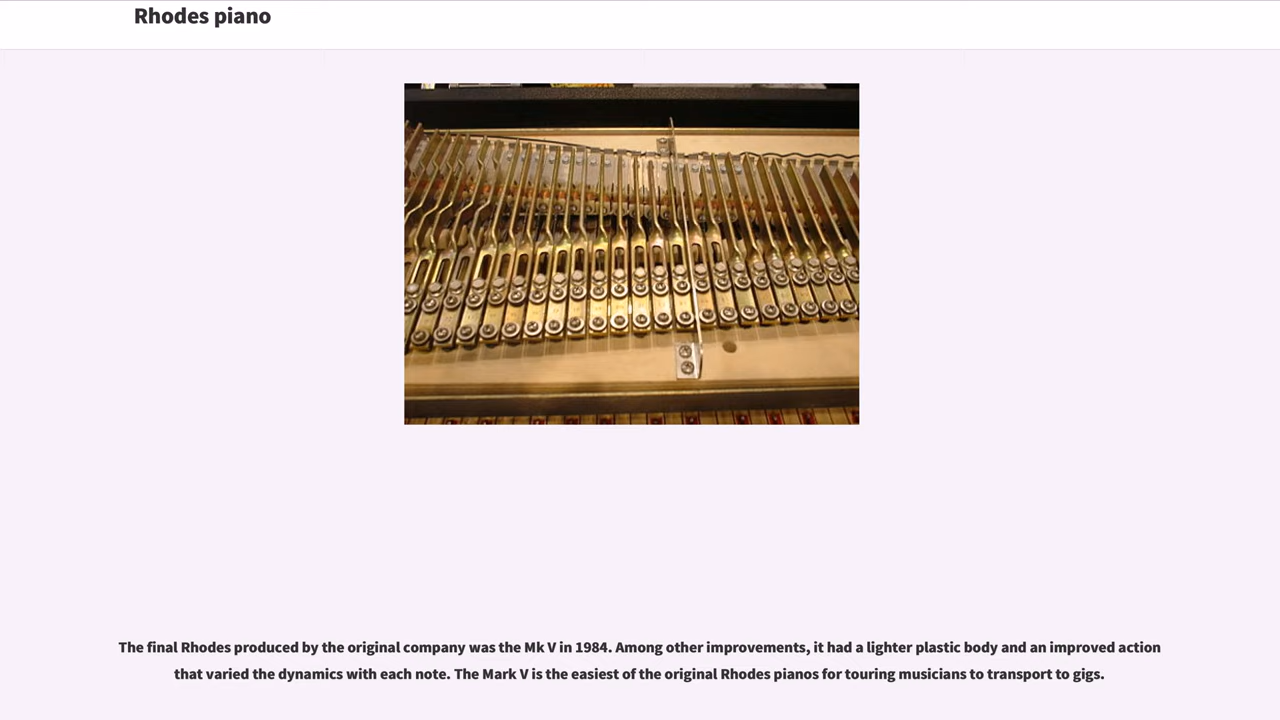 Rhodes piano
The final Rhodes produced by the original company was the Mk V in 1984. Among other improvements, it had a lighter plastic body and an improved action
that varied the dynamics with each note. The Mark V is the easiest of the original Rhodes pianos for touring musicians to transport to gigs.